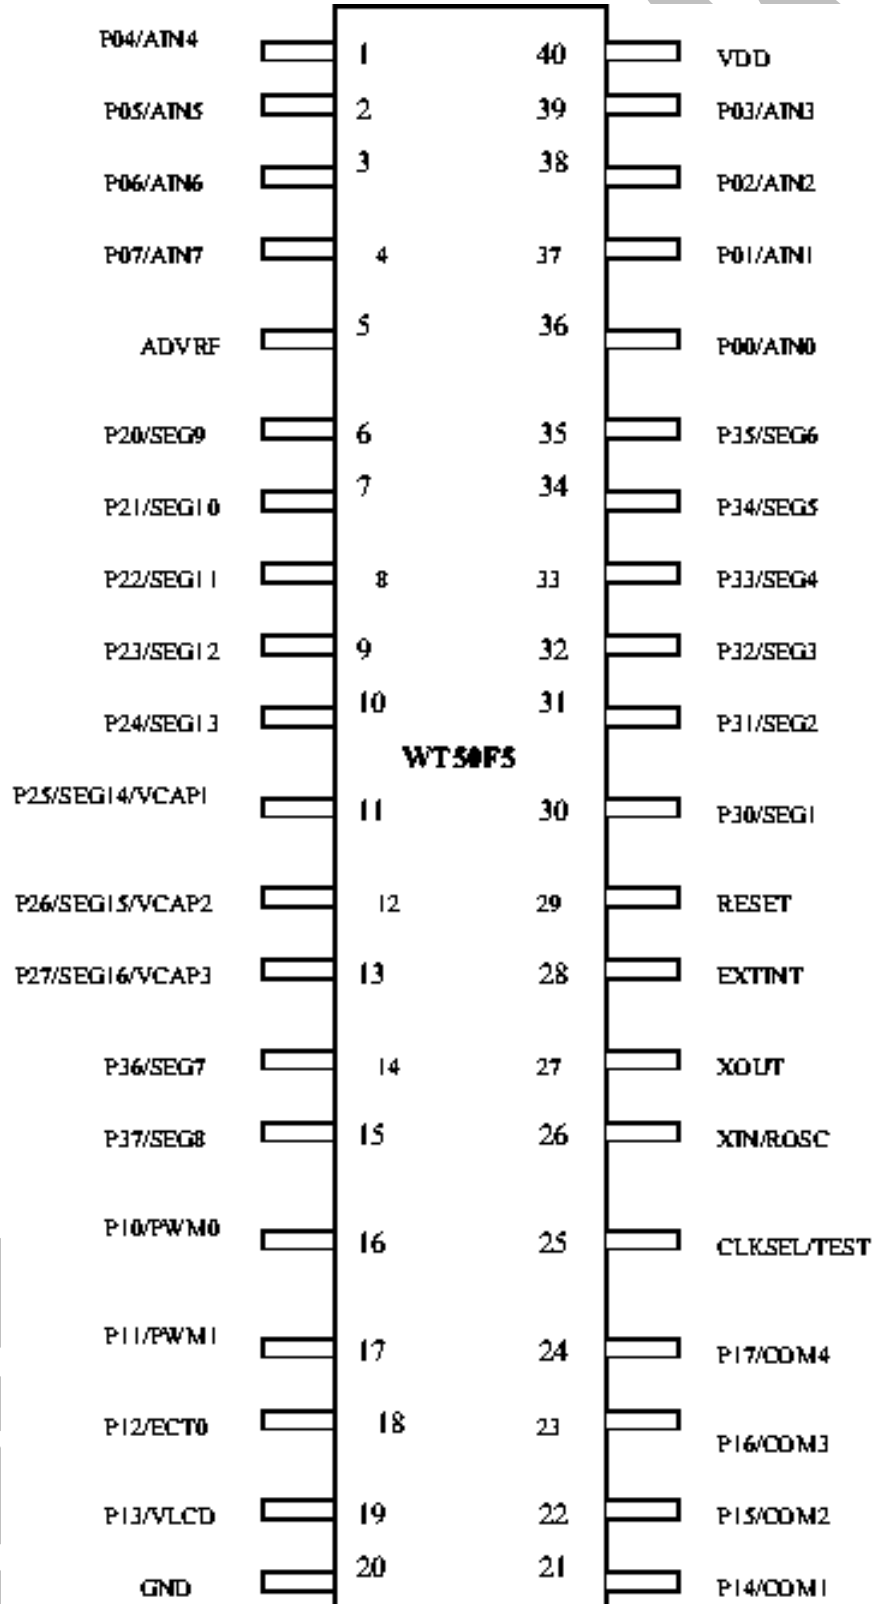 P04/AIN4 1 40 VDD
P05/AIN5 2 39 P03/AIN3
P06/AIN6 3 38 P02/AIN2
P07/AIN7 4 37 P01/AIN1
ADVRF 5 36 P00/AIN0
P20/SEG9 6 35 P35/SEG6
P21/SEG10 7 34 P34/SEG5
P22/SEG11 8 33 P33/SEG4
P23/SEG12 9 32 P32/SEG3
P24/SEG13 10 31 P31/SEG2
WT50F5
P25/SEG14/VCAP1 11 30 P30/SEG1
P26/SEG15/VCAP2 12 29 RESET
P27/SEG16/VCAP3 13 28 EXTINT
P36/SEG7 14 27 XOUT
P37/SEG8 15 26 XIN/ROSC
P10/PWM0 16 25 CLKSEL/TEST
P11/PWM1 17 24 P17/COM4
P12/ECT0 18 23 P16/COM3
P13/VLCD 19 22 P15/COM2
GND 20 21 P14/COM1